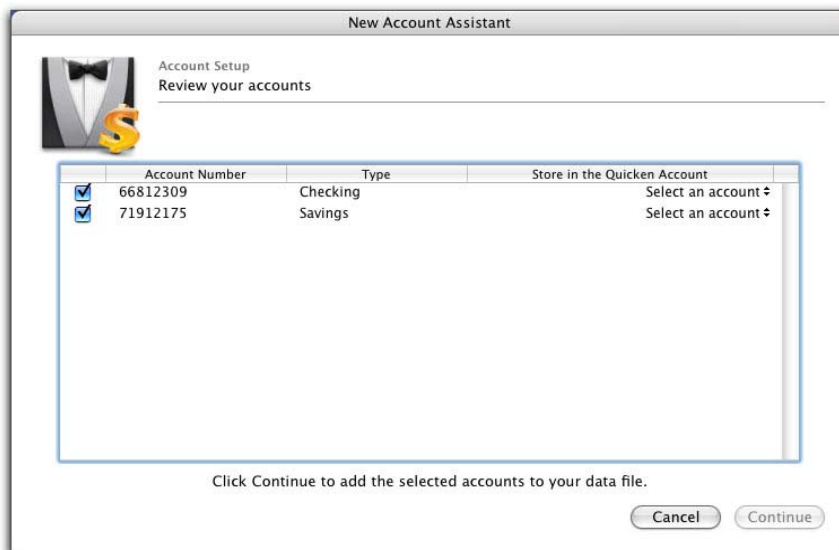 New Account Assistant
Account Setup
Review your accounts
Account Number Type Store in the Quicken Account
66812309 Checking Select an account
71912175 Savings Select an account
Click Continue to add the selected accounts to your data file.
Cancel Continue